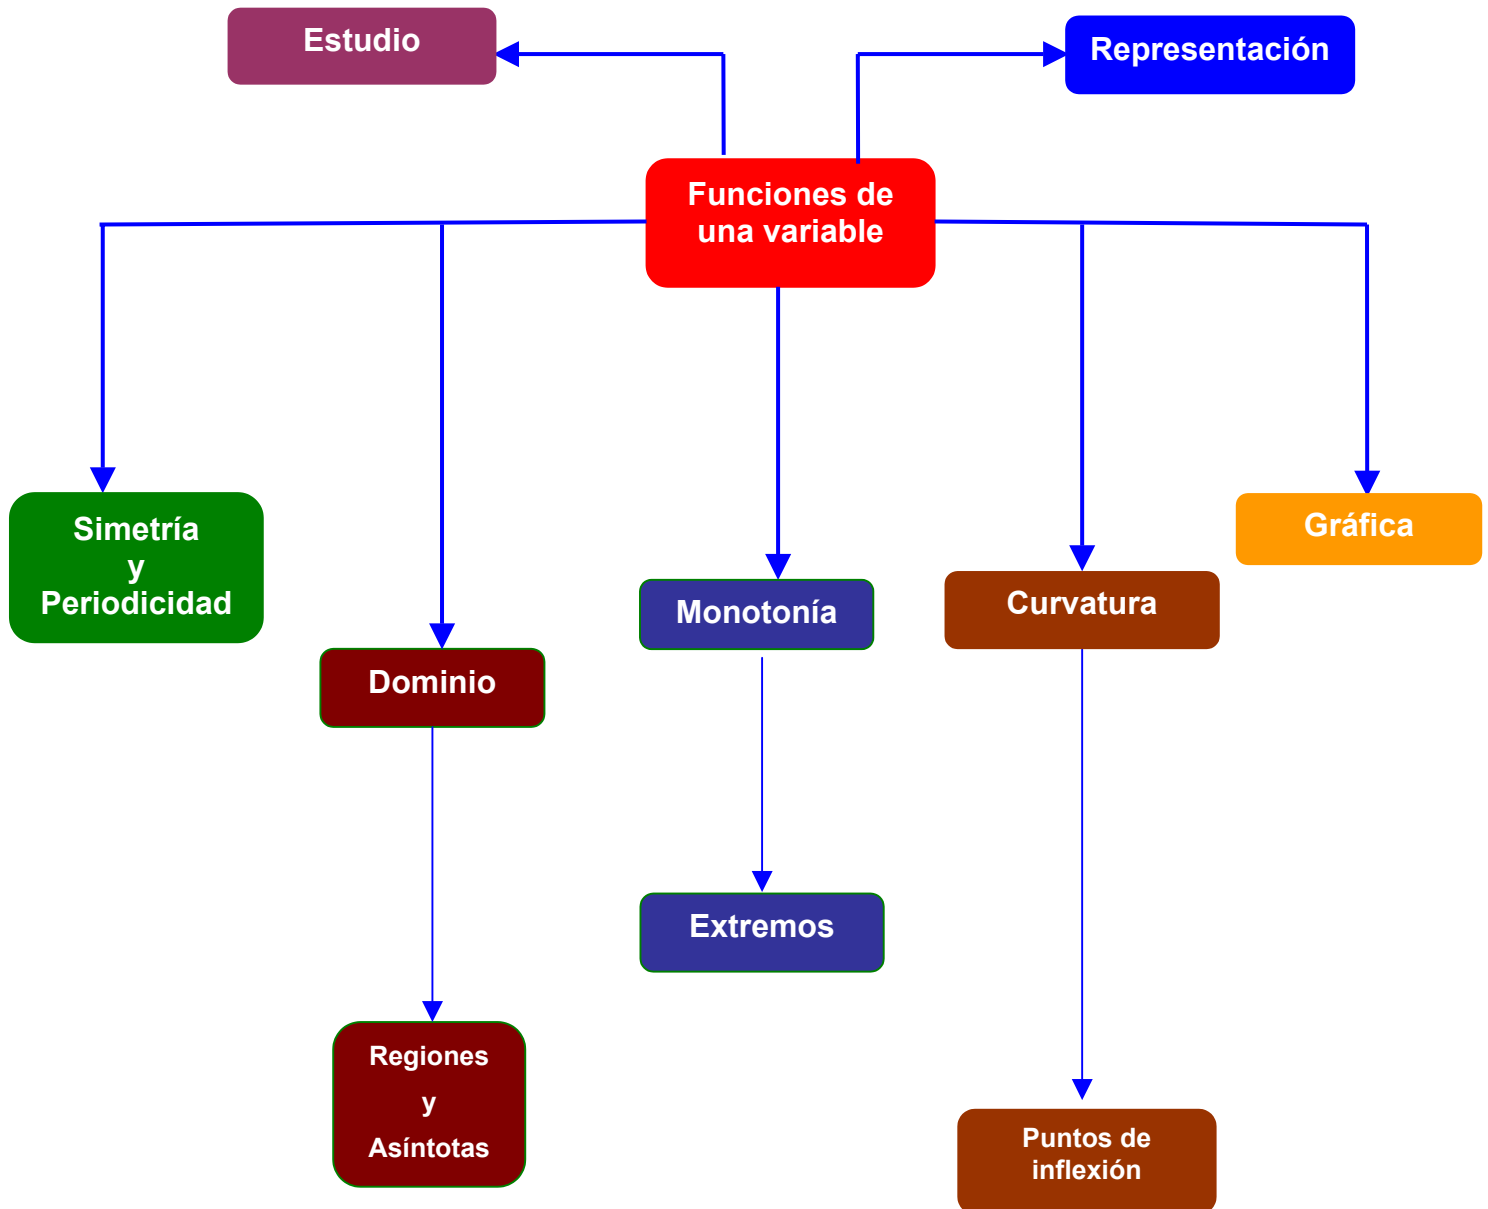 Estudio
Representación
Funciones de
una variable
Simetría
y
Periodicidad
Gráfica
Monotonía
Curvatura
Dominio
Extremos
Regiones
y
Asíntotas
Puntos de
inflexión